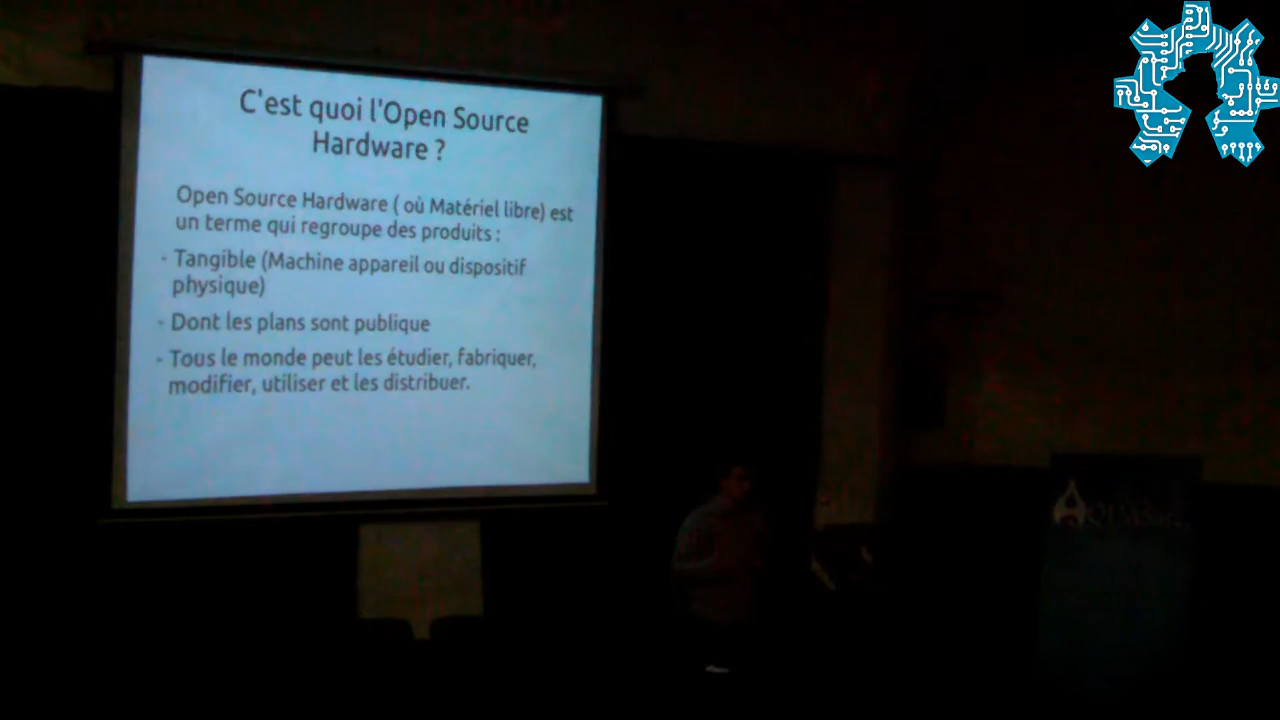 C'est quoi l'Open Source
Hardware ?
Open Source Hardware ( où Matériel libre) est
un terme qui regroupe des produits :
- Tangible (Machine appareil ou dispositif
physique)
- Dont les plans sont publique
- Tous le monde peut les étudier, fabriquer,
modifier, utiliser et les distribuer.